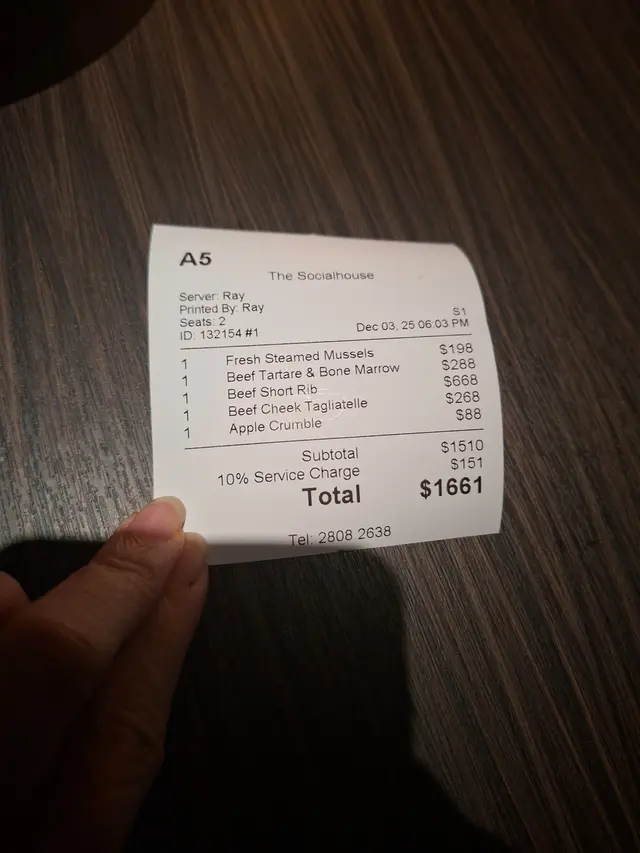 A5
The Socialhouse
Server: Ray
Printed By: Ray
Seats: 2 S1
ID: 132154 #1 Dec 03, 25 06:03 PM
1 Fresh Steamed Mussels $198
1 Beef Tartare & Bone Marrow $288
1 Beef Short Rib $668
1 Beef Cheek Tagliatelle $268
1 Apple Crumble $88
Subtotal $1510
10% Service Charge $151
Total $1661
Tel: 2808 2638